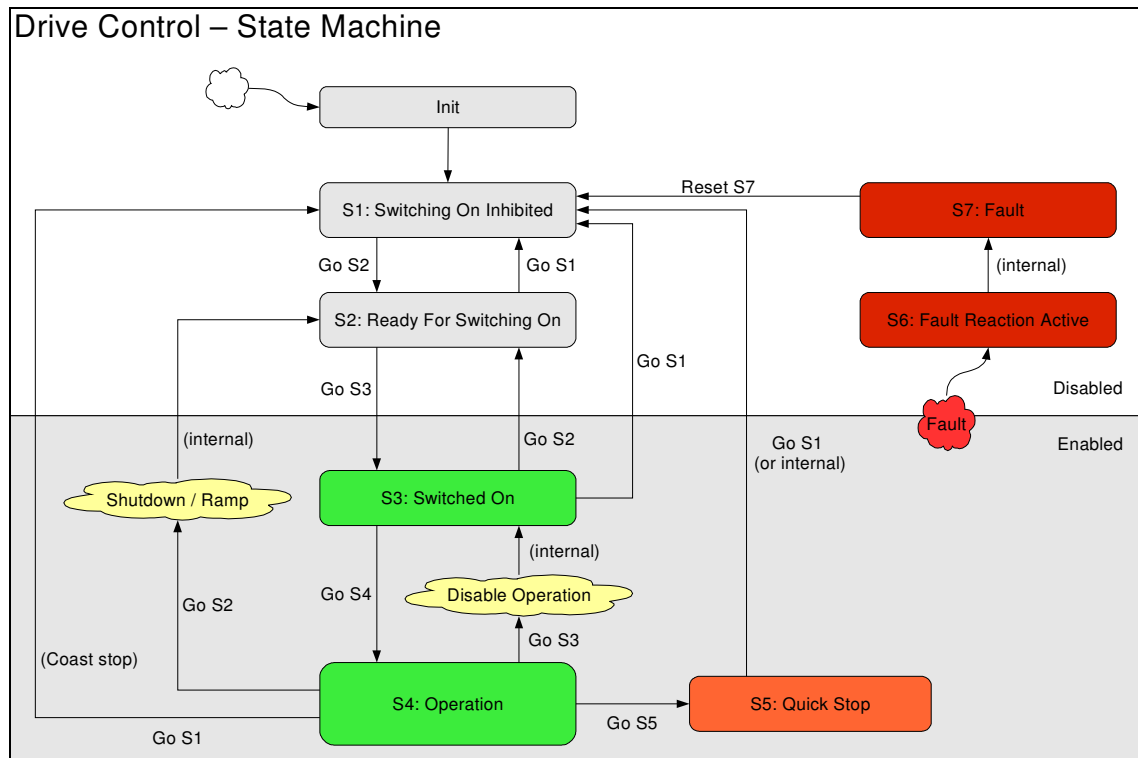 Drive Control – State Machine
Init
Reset S7
S1: Switching On Inhibited
S7: Fault
Go S2
Go S1
(internal)
S2: Ready For Switching On
S6: Fault Reaction Active
Go S3
Go S1
Disabled
Fault
(internal)
Go S2
Go S1
(or internal)
Enabled
Shutdown / Ramp
S3: Switched On
(internal)
Go S4
Disable Operation
Go S2
Go S3
(Coast stop)
S4: Operation
S5: Quick Stop
Go S5
Go S1